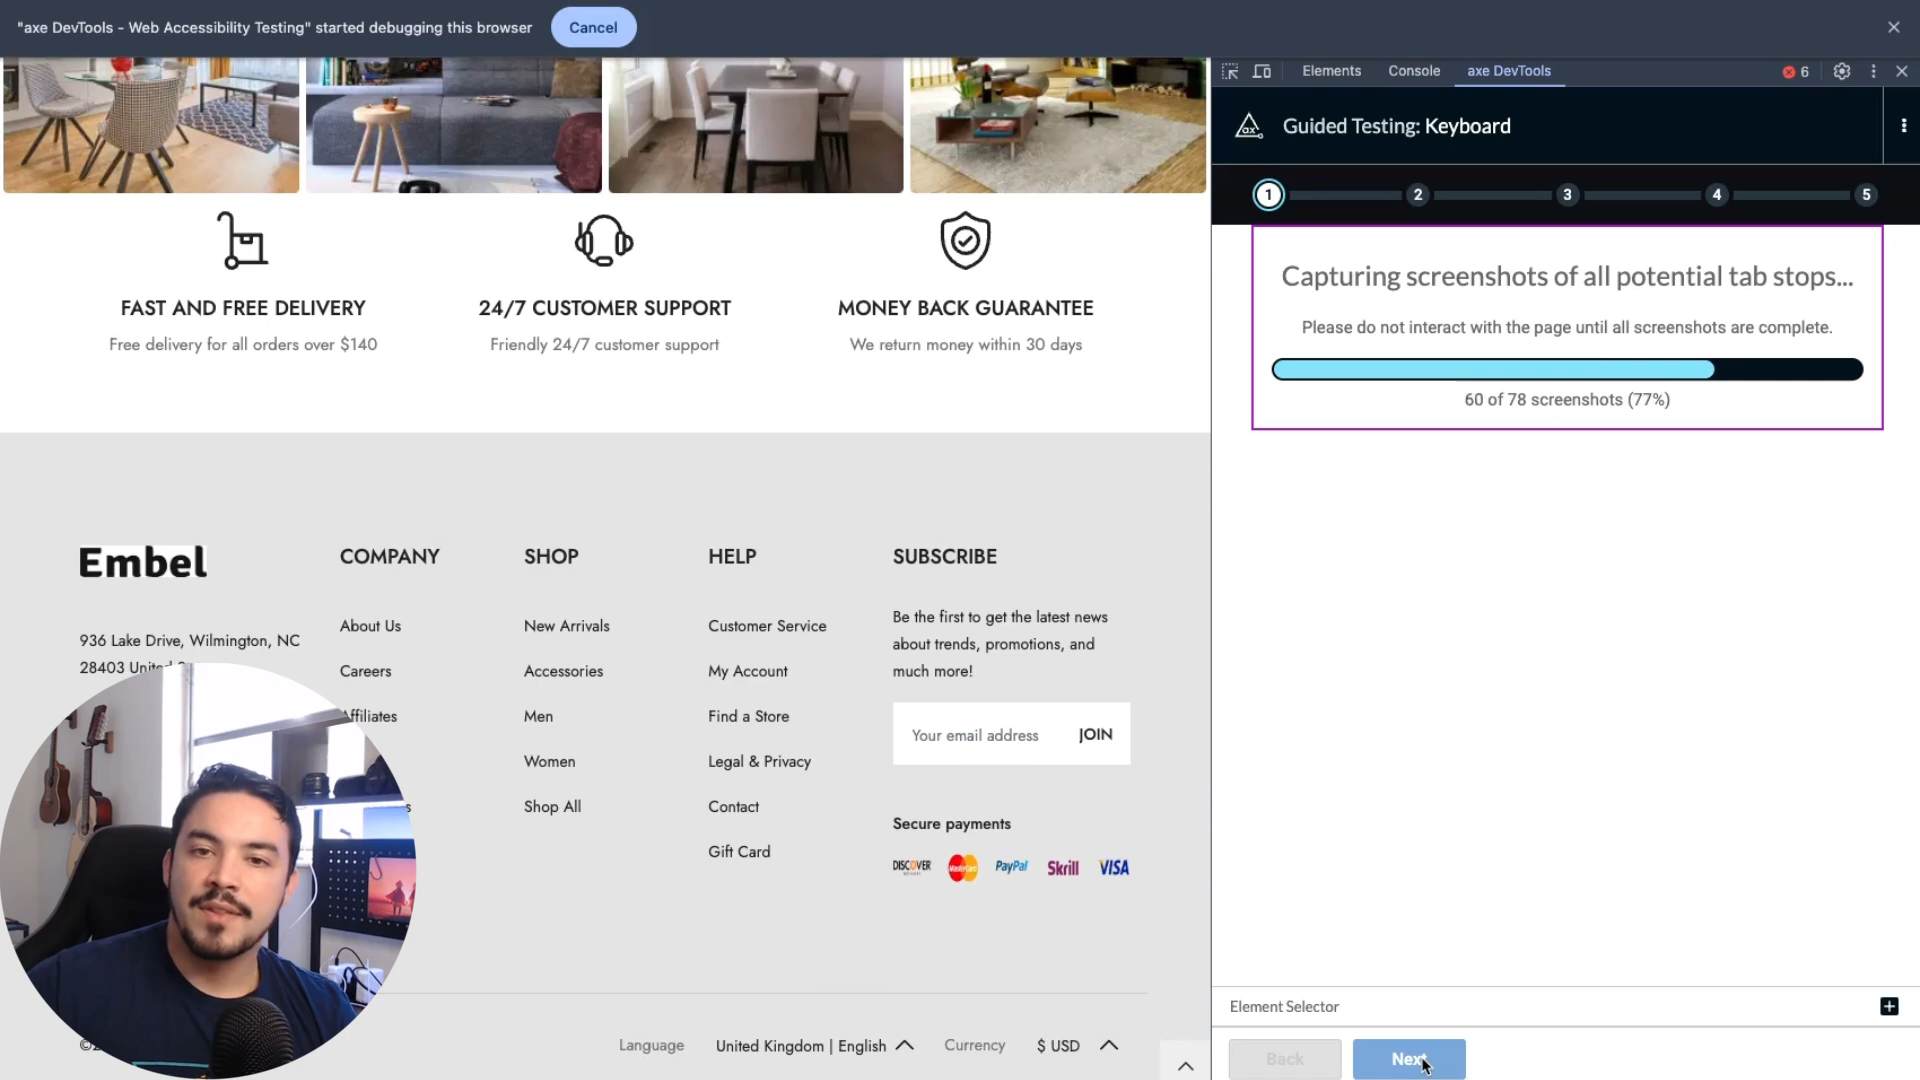 "axe DevTools - Web Accessibility Testing" started debugging this browser
Cancel
Elements
Console
axe DevTools
6
Guided Testing: Keyboard
1
2
3
4
5
Capturing screenshots of all potential tab stops...
Please do not interact with the page until all screenshots are complete.
60 of 78 screenshots (77%)
FAST AND FREE DELIVERY
Free delivery for all orders over $140
24/7 CUSTOMER SUPPORT
Friendly 24/7 customer support
MONEY BACK GUARANTEE
We return money within 30 days
Embel
936 Lake Drive, Wilmington, NC
28403
COMPANY
About Us
Careers
Affiliates
SHOP
New Arrivals
Accessories
Men
Women
Shop All
HELP
Customer Service
My Account
Find a Store
Legal & Privacy
Contact
Gift Card
SUBSCRIBE
Be the first to get the latest news
about trends, promotions, and
much more!
Your email address
JOIN
Secure payments
DISCOVER
MasterCard
PayPal
Skrill
VISA
Language
United Kingdom | English
Currency
$ USD
Element Selector
Back
Next